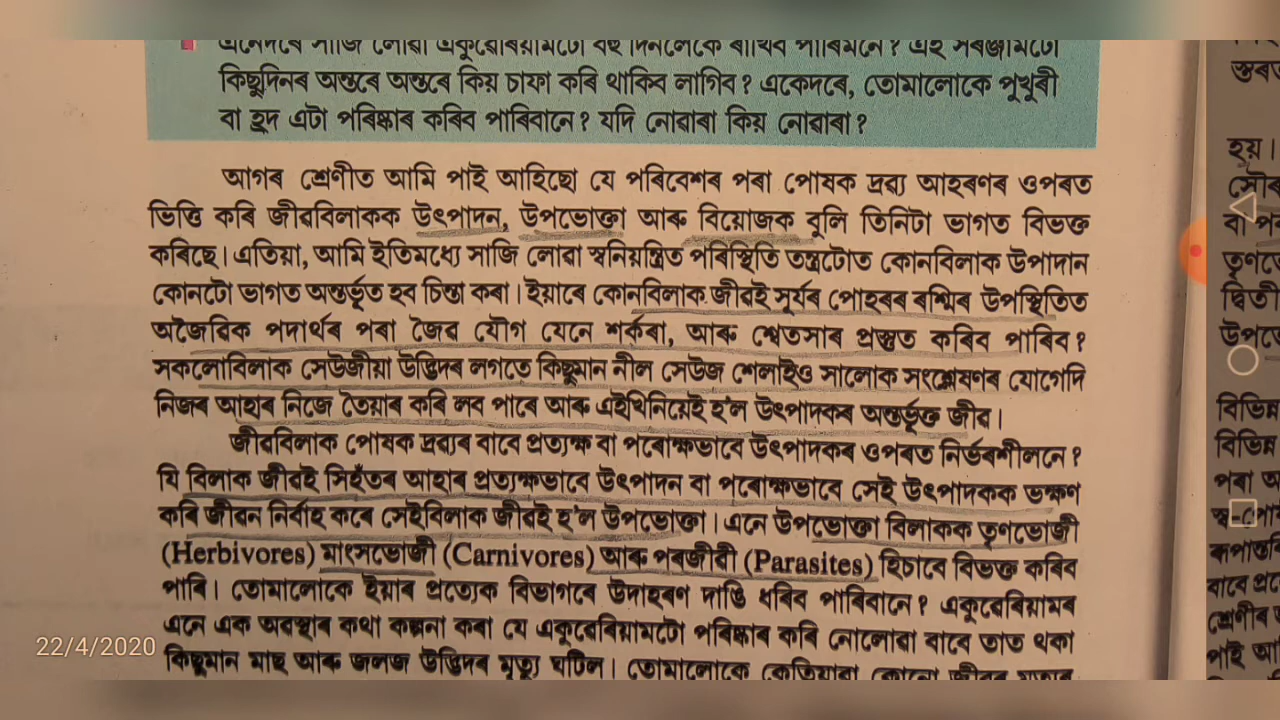 কিছুদিনৰ অন্তৰে অন্তৰে কিয় চাফা কৰি থাকিব লাগিব? একেদৰে, তোমালোকে পুখুৰী
বা হ্ৰদ এটা পৰিষ্কাৰ কৰিব পাৰিবানে? যদি নোৱাৰা কিয় নোৱাৰা?
আগৰ শ্ৰেণীত আমি পাই আহিছো যে পৰিবেশৰ পৰা পোষক দ্ৰব্য আহৰণৰ ওপৰত
ভিত্তি কৰি জীৱবিলাকক উৎপাদন, উপভোক্তা আৰু বিয়োজক বুলি তিনিটা ভাগত বিভক্ত
কৰিছে। এতিয়া, আমি ইতিমধ্যে সাজি লোৱা স্বনিয়ন্ত্ৰিত পৰিস্থিতি তন্ত্ৰটোত কোনবিলাক উপাদান
কোনটো ভাগত অন্তৰ্ভূত হব চিন্তা কৰা। ইয়াৰে কোনবিলাক জীৱই সূৰ্যৰ পোহৰৰ ৰশ্মিৰ উপস্থিতিত
অজৈৱিক পদাৰ্থৰ পৰা জৈৱ যৌগ যেনে শৰ্কৰা, আৰু শ্বেতসাৰ প্ৰস্তুত কৰিব পাৰিব?
সকলোবিলাক সেউজীয়া উদ্ভিদৰ লগতে কিছুমান নীল সেউজ শেলাইও সালোক সংশ্লেষণৰ যোগেদি
নিজৰ আহাৰ নিজে তৈয়াৰ কৰি লব পাৰে আৰু এইখিনিয়েই হ'ল উৎপাদকৰ অন্তৰ্ভূক্ত জীৱ।
জীৱবিলাক পোষক দ্ৰব্যৰ বাবে প্ৰত্যক্ষ বা পৰোক্ষভাবে উৎপাদকৰ ওপৰত নিৰ্ভৰশীলনে?
যি বিলাক জীৱই সিহঁতৰ আহাৰ প্ৰত্যক্ষভাবে উৎপাদন বা পৰোক্ষভাবে সেই উৎপাদকক ভক্ষণ
কৰি জীৱন নিৰ্বাহ কৰে সেইবিলাক জীৱই হ'ল উপভোক্তা। এনে উপভোক্তা বিলাকক তৃণভোজী
(Herbivores) মাংসভোজী (Carnivores) আৰু পৰজীৱী (Parasites) হিচাবে বিভক্ত কৰিব
পাৰি। তোমালোকে ইয়াৰ প্ৰত্যেক বিভাগৰে উদাহৰণ দাঙি ধৰিব পাৰিবানে? একুৱেৰিয়ামৰ
এনে এক অৱস্থাৰ কথা কল্পনা কৰা যে একুৱেৰিয়ামটো পৰিষ্কাৰ কৰি নোলোৱা বাবে তাত থকা
কিছুমান মাছ আৰু জলজ উদ্ভিদৰ মৃত্যু ঘটিল। তোমালোকে
22/4/2020
হয়।
বিভিন্ন
বিভিন্ন